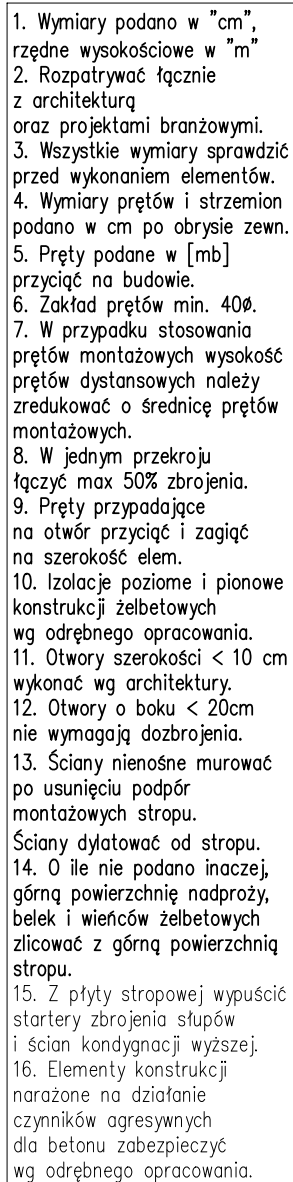 1. Wymiary podano w "cm",
rzędne wysokościowe w "m"
2. Rozpatrywać łącznie
z architekturą
oraz projektami branżowymi.
3. Wszystkie wymiary sprawdzić
przed wykonaniem elementów.
4. Wymiary prętów i strzemion
podano w cm po obrysie zewn.
5. Pręty podane w [mb]
przyciąć na budowie.
6. Zakład prętów min. 40ø.
7. W przypadku stosowania
prętów montażowych wysokość
prętów dystansowych należy
zredukować o średnicę prętów
montażowych.
8. W jednym przekroju
łączyć max 50% zbrojenia.
9. Pręty przypadające
na otwór przyciąć i zagiąć
na szerokość elem.
10. Izolacje poziome i pionowe
konstrukcji żelbetowych
wg odrębnego opracowania.
11. Otwory szerokości < 10 cm
wykonać wg architektury.
12. Otwory o boku < 20cm
nie wymagają dozbrojenia.
13. Ściany nienośne murować
po usunięciu podpór
montażowych stropu.
Ściany dylatować od stropu.
14. O ile nie podano inaczej,
górną powierzchnię nadproży,
belek i wieńców żelbetowych
zlicować z górną powierzchnią
stropu.
15. Z płyty stropowej wypuścić
startery zbrojenia słupów
i ścian kondygnacji wyższej.
16. Elementy konstrukcji
narażone na działanie
czynników agresywnych
dla betonu zabezpieczyć
wg odrębnego opracowania.